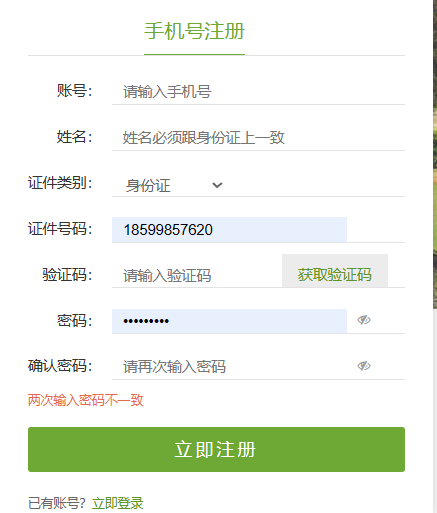 手机号注册
账号： 请输入手机号
姓名： 姓名必须跟身份证上一致
证件类别： 身份证
证件号码： 18599857620
验证码： 请输入验证码 获取验证码
密码： •••••••••
确认密码： 请再次输入密码
两次输入密码不一致
立即注册
已有账号？立即登录